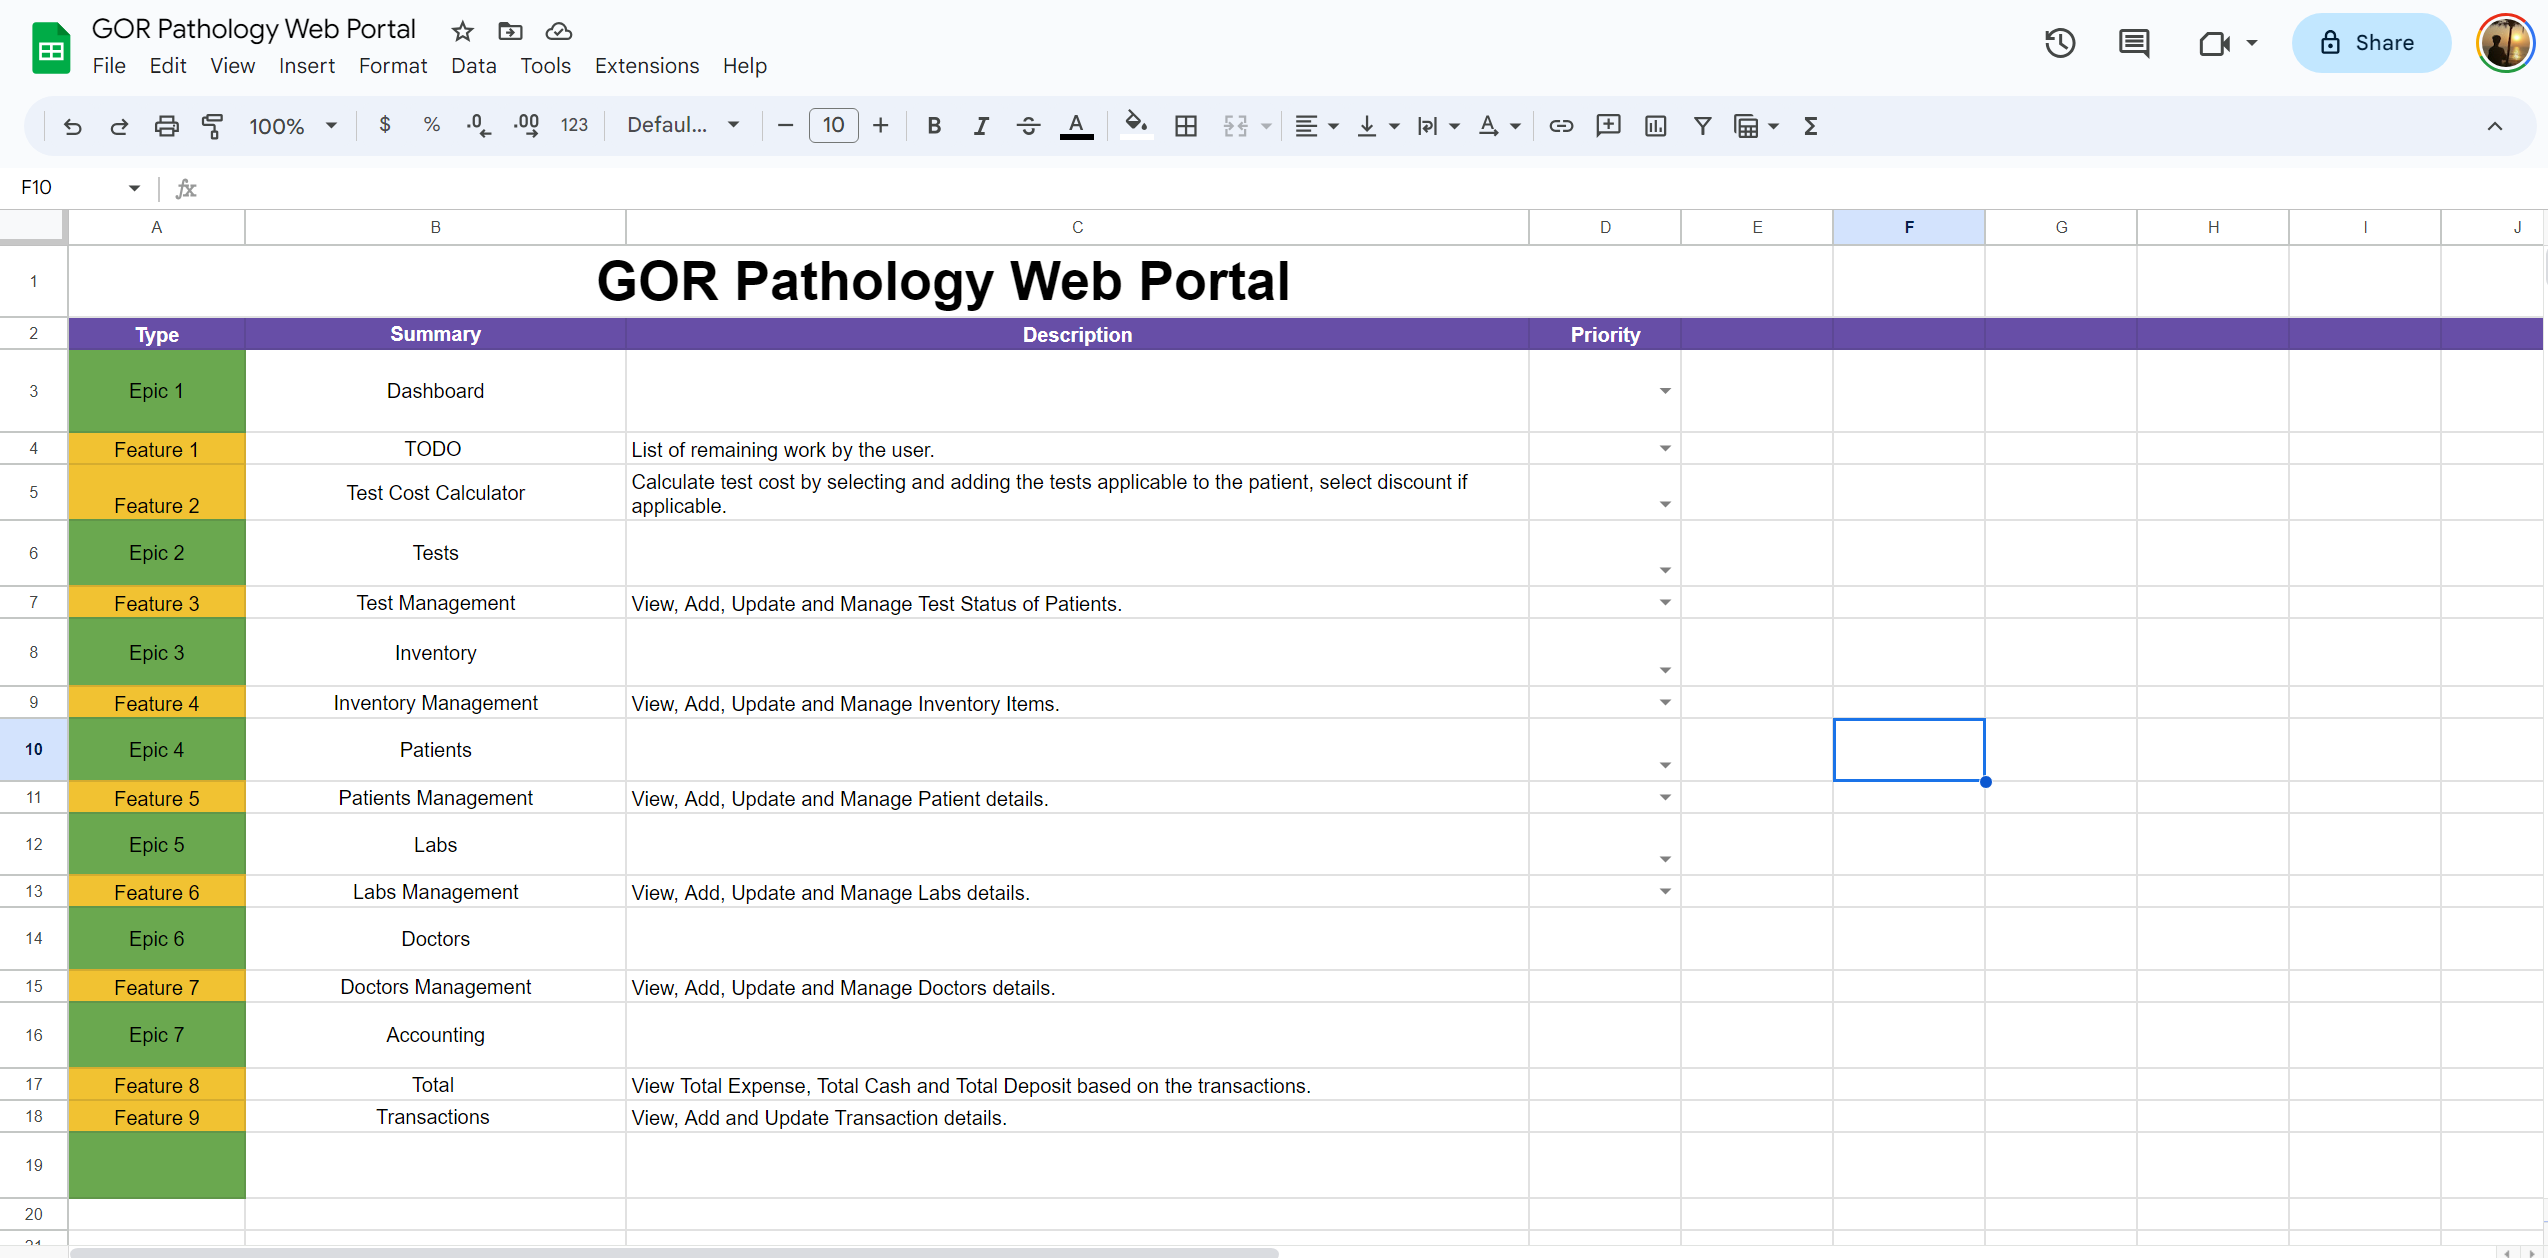 GOR Pathology Web Portal
File Edit View Insert Format Data Tools Extensions Help
Share
100% $ % .0 .00 123 Defaul... 10 B I A
F10 fx
A B C D E F G H I J
1 GOR Pathology Web Portal
2 Type Summary Description Priority
3 Epic 1 Dashboard
4 Feature 1 TODO List of remaining work by the user.
5 Feature 2 Test Cost Calculator Calculate test cost by selecting and adding the tests applicable to the patient, select discount if
applicable.
6 Epic 2 Tests
7 Feature 3 Test Management View, Add, Update and Manage Test Status of Patients.
8 Epic 3 Inventory
9 Feature 4 Inventory Management View, Add, Update and Manage Inventory Items.
10 Epic 4 Patients
11 Feature 5 Patients Management View, Add, Update and Manage Patient details.
12 Epic 5 Labs
13 Feature 6 Labs Management View, Add, Update and Manage Labs details.
14 Epic 6 Doctors
15 Feature 7 Doctors Management View, Add, Update and Manage Doctors details.
16 Epic 7 Accounting
17 Feature 8 Total View Total Expense, Total Cash and Total Deposit based on the transactions.
18 Feature 9 Transactions View, Add and Update Transaction details.
19
20
21